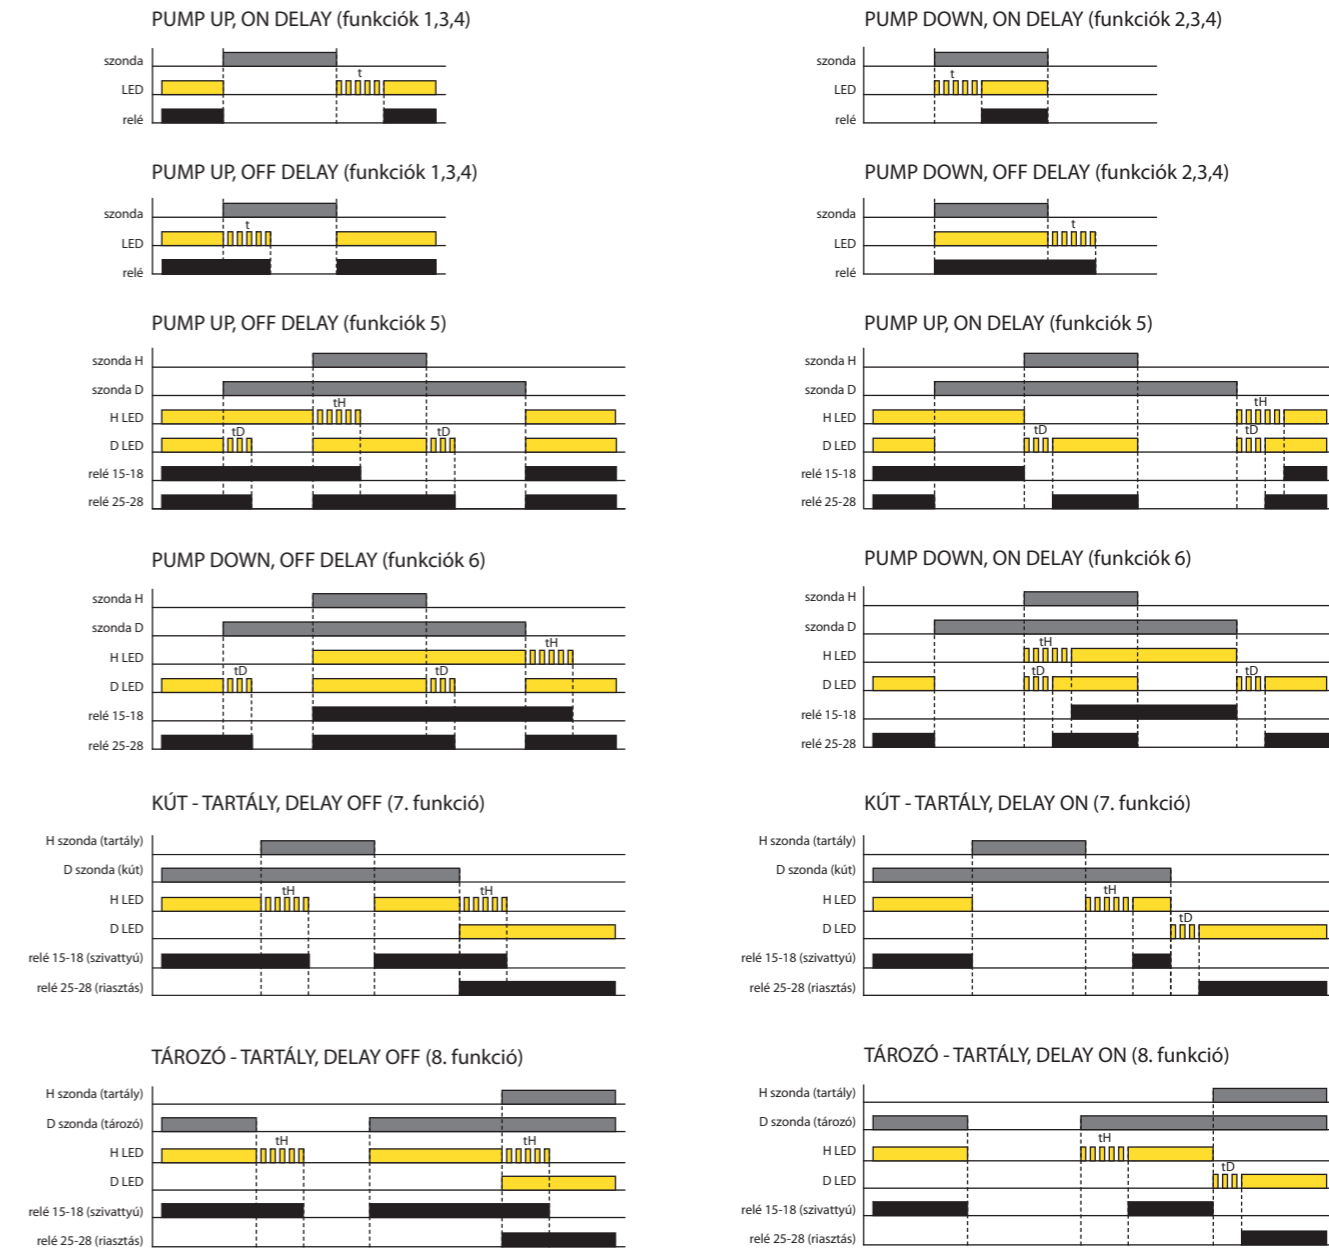 PUMP UP, ON DELAY (funkciók 1,3,4)
szonda
t
LED
relé
PUMP DOWN, ON DELAY (funkciók 2,3,4)
szonda
t
LED
relé
PUMP UP, OFF DELAY (funkciók 1,3,4)
szonda
t
LED
relé
PUMP DOWN, OFF DELAY (funkciók 2,3,4)
szonda
t
LED
relé
PUMP UP, OFF DELAY (funkciók 5)
szonda H
szonda D
tH
H LED
tD tD
D LED
relé 15-18
relé 25-28
PUMP UP, ON DELAY (funkciók 5)
szonda H
szonda D
tH
H LED
tD tD
D LED
relé 15-18
relé 25-28
PUMP DOWN, OFF DELAY (funkciók 6)
szonda H
szonda D
tH
H LED
tD tD
D LED
relé 15-18
relé 25-28
PUMP DOWN, ON DELAY (funkciók 6)
szonda H
szonda D
tH
H LED
tD tD
D LED
relé 15-18
relé 25-28
KÚT - TARTÁLY, DELAY OFF (7. funkció)
H szonda (tartály)
D szonda (kút)
tH tH
H LED
D LED
relé 15-18 (szivattyú)
relé 25-28 (riasztás)
KÚT - TARTÁLY, DELAY ON (7. funkció)
H szonda (tartály)
D szonda (kút)
tH
H LED
tD
D LED
relé 15-18 (szivattyú)
relé 25-28 (riasztás)
TÁROZÓ - TARTÁLY, DELAY OFF (8. funkció)
H szonda (tartály)
D szonda (tározó)
tH tH
H LED
D LED
relé 15-18 (szivattyú)
relé 25-28 (riasztás)
TÁROZÓ - TARTÁLY, DELAY ON (8. funkció)
H szonda (tartály)
D szonda (tározó)
tH
H LED
tD
D LED
relé 15-18 (szivattyú)
relé 25-28 (riasztás)